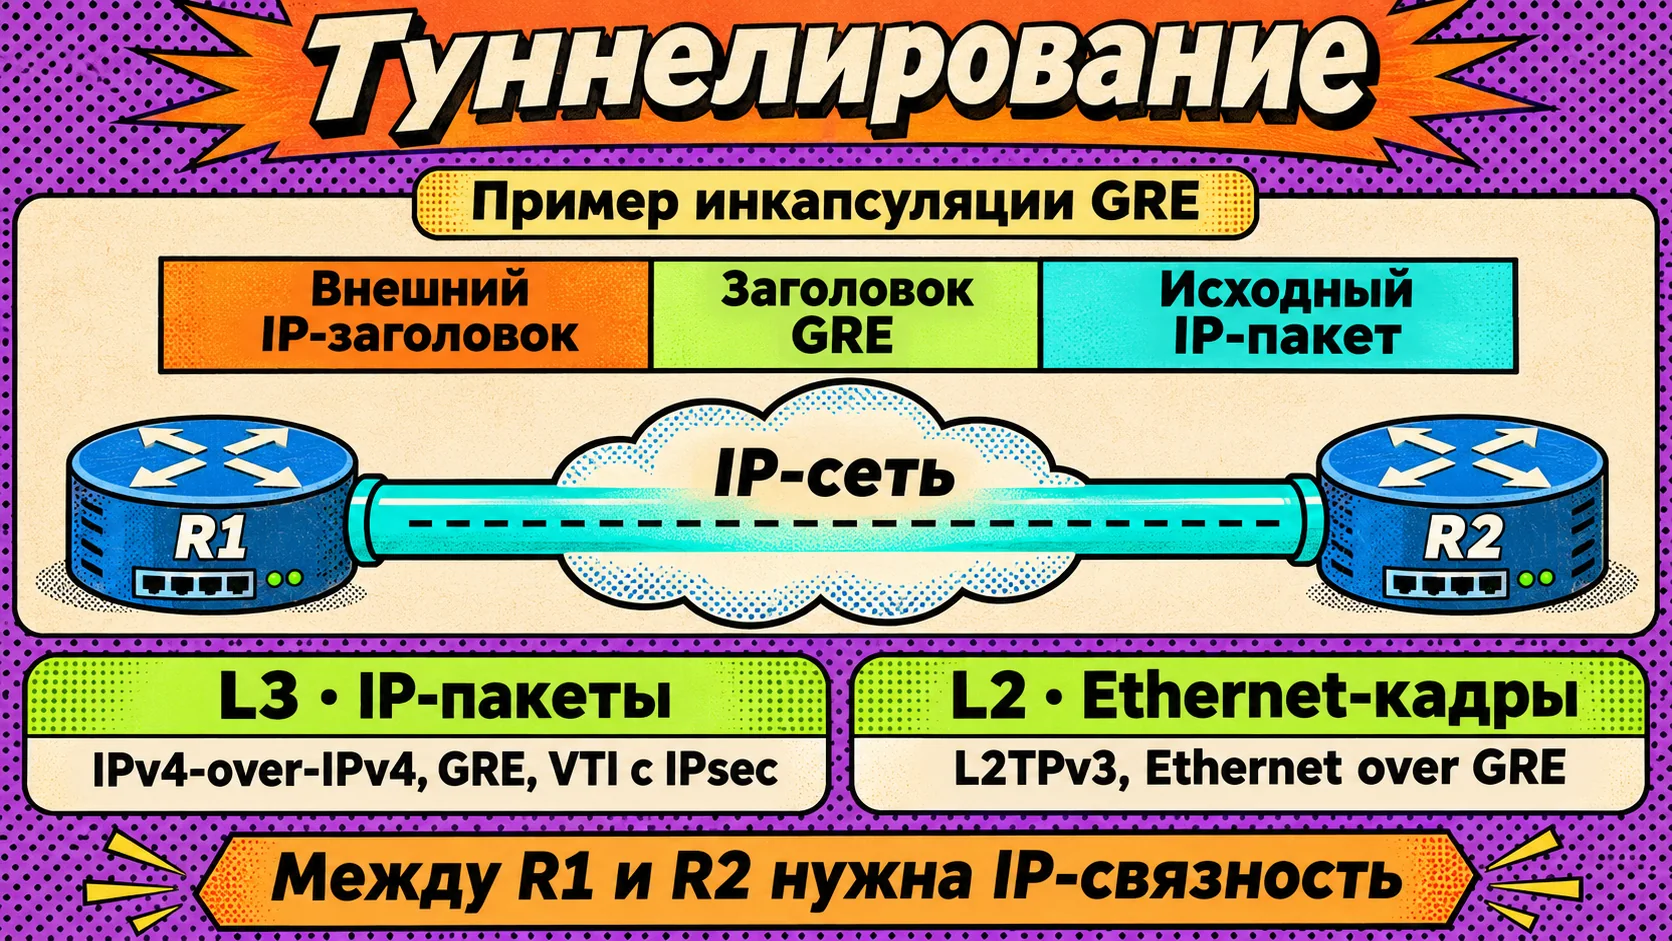 Туннелирование
Пример инкапсуляции GRE
Внешний
IP-заголовок
Заголовок
GRE
Исходный
IP-пакет
IP-сеть
R1
R2
L3 • IP-пакеты
IPv4-over-IPv4, GRE, VTI с IPsec
L2 • Ethernet-кадры
L2TPv3, Ethernet over GRE
Между R1 и R2 нужна IP-связность